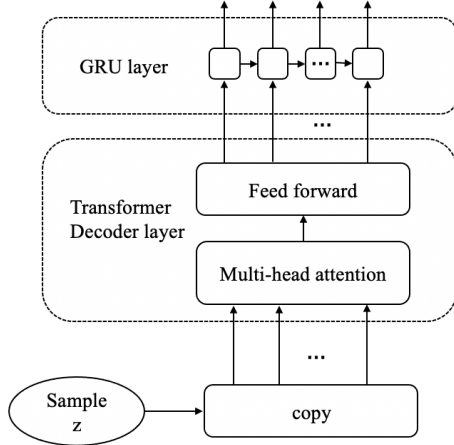 GRU layer
...
...
Feed forward
Transformer
Decoder layer
Multi-head attention
...
Sample
z
copy